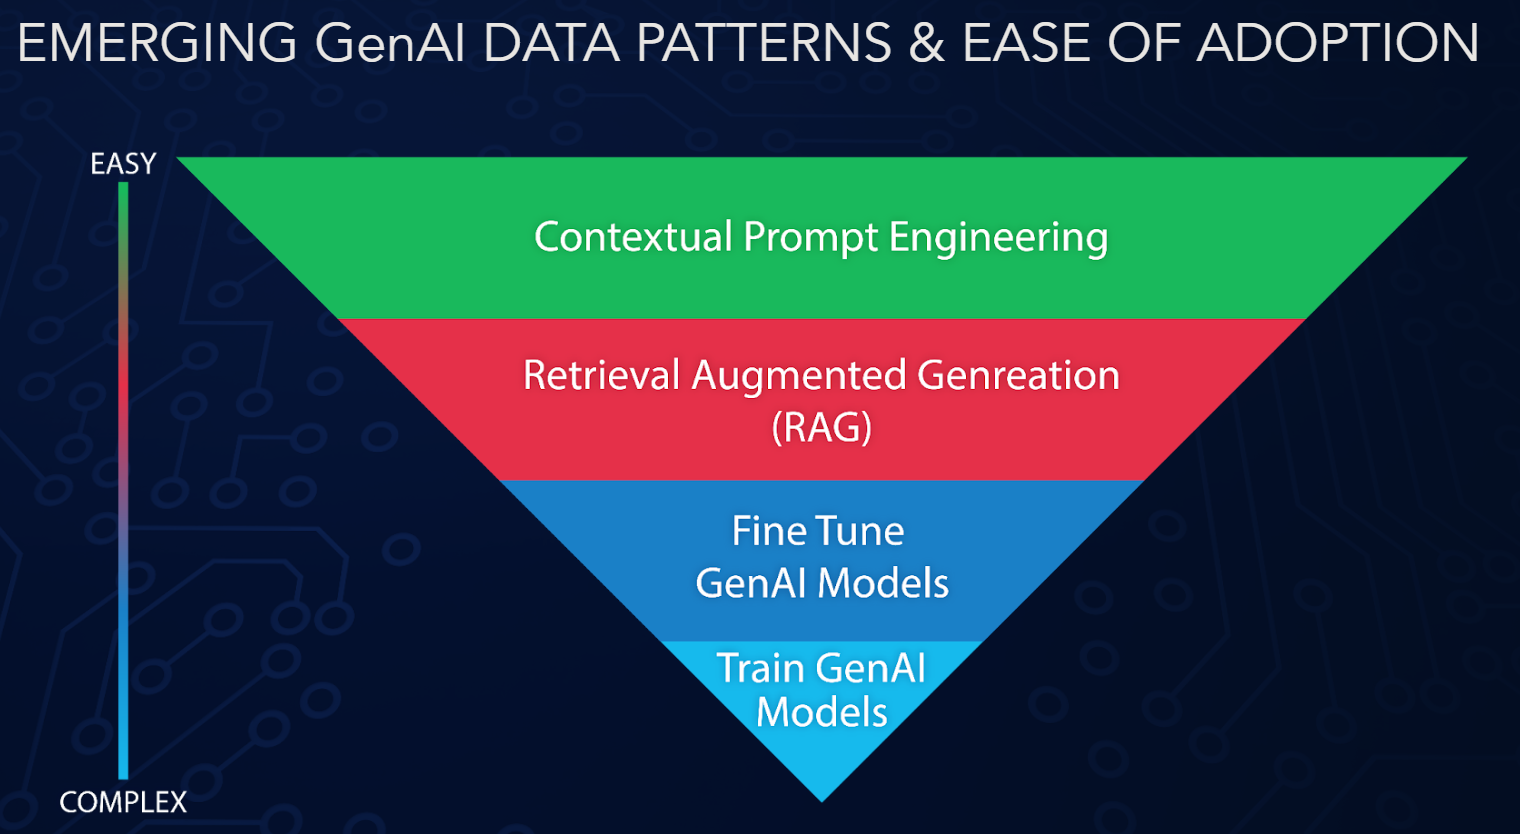 EMERGING GenAI DATA PATTERNS & EASE OF ADOPTION
EASY
Contextual Prompt Engineering
Retrieval Augmented Genreation
(RAG)
Fine Tune
GenAI Models
Train GenAI
Models
COMPLEX